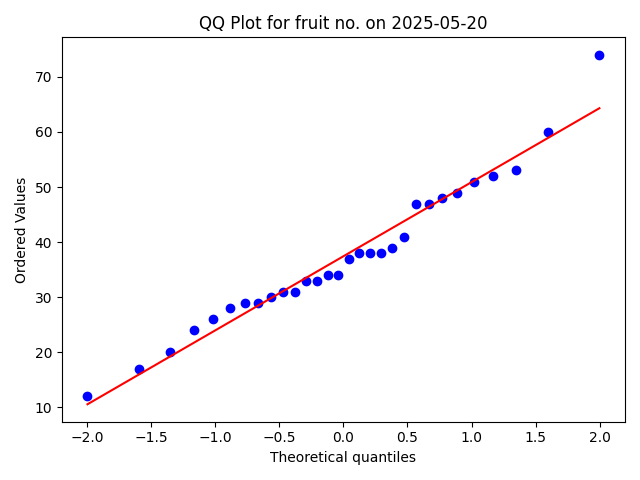 QQ Plot for fruit no. on 2025-05-20
Ordered Values
70
60
50
40
30
20
10
−2.0 −1.5 −1.0 −0.5 0.0 0.5 1.0 1.5 2.0
Theoretical quantiles